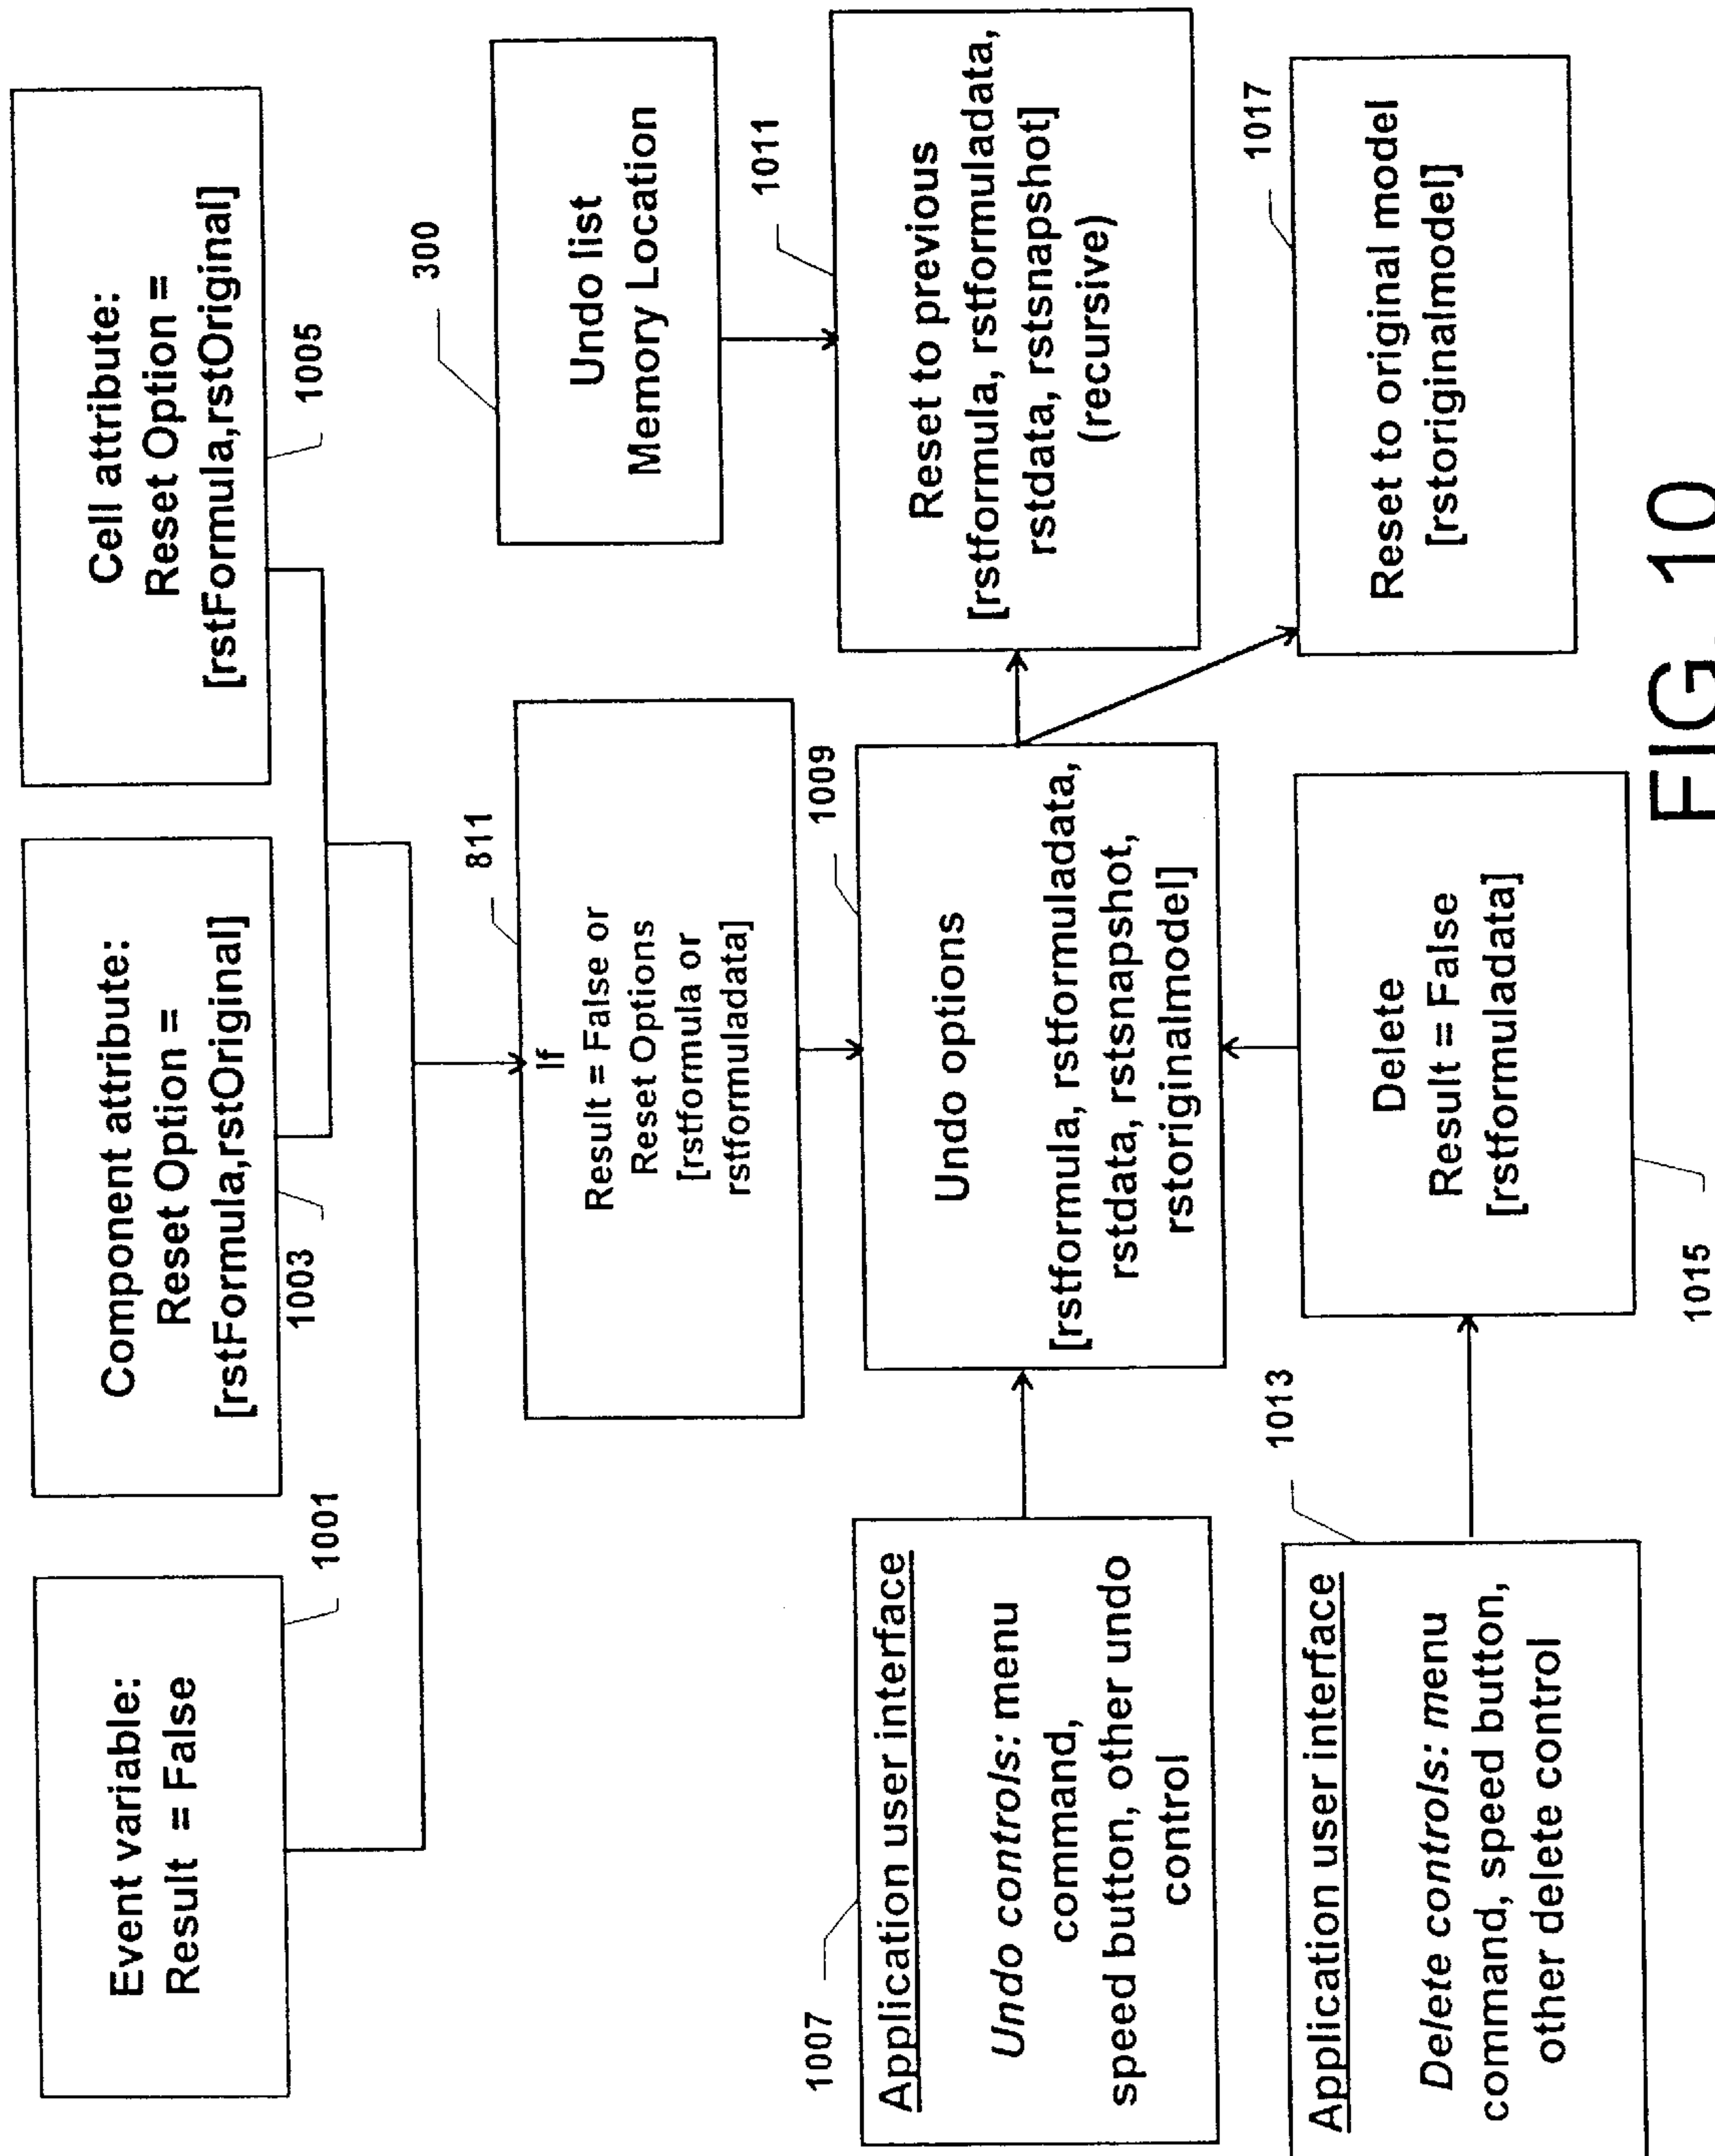 Event variable:
Result = False
1001
Component attribute:
Reset Option =
[rstFormula,rstOriginal]
1003
Cell attribute:
Reset Option =
[rstFormula,rstOriginal]
1005
811
If
Result = False or
Reset Options
[rstformula or
rstformuladata]
300
Undo list
Memory Location
1007
Application user interface
Undo controls: menu
command,
speed button, other undo
control
1009
Undo options
[rstformula, rstformuladata,
rstdata, rstsnapshot,
rstoriginalmodel]
1011
Reset to previous
[rstformula, rstformuladata,
rstdata, rstsnapshot]
(recursive)
1013
Application user interface
Delete controls: menu
command, speed button,
other delete control
Delete
Result = False
[rstformuladata]
1015
1017
Reset to original model
[rstoriginalmodel]
FIG. 10